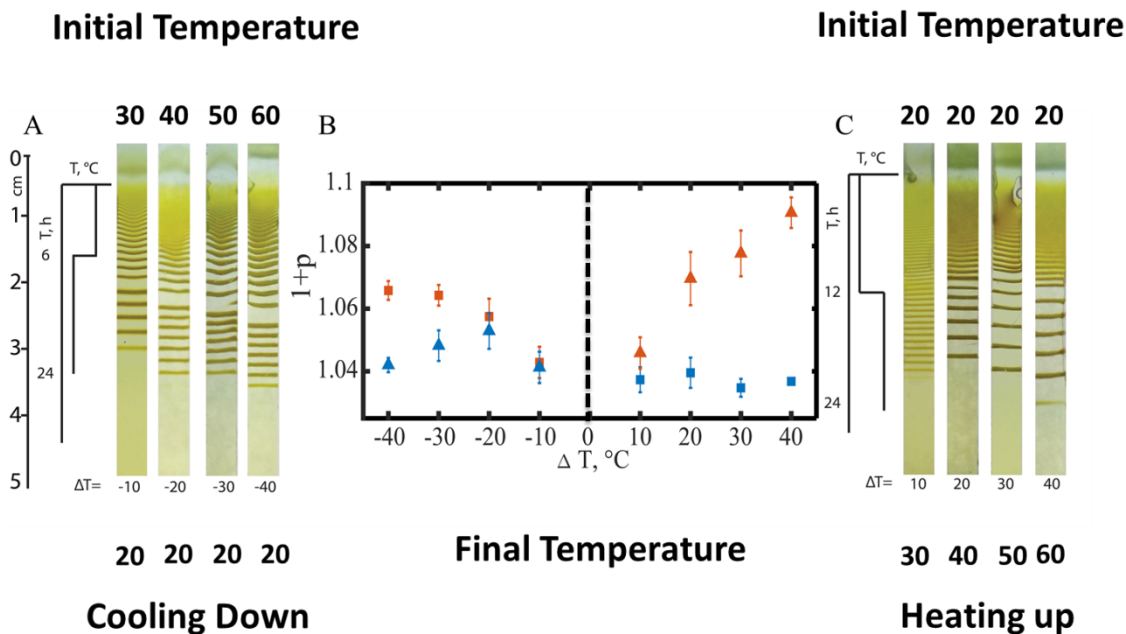 Initial Temperature
Initial Temperature
30 40 50 60
20 20 20 20
A
B
C
0
cm
1
2
3
4
5
T, °C
T, h
6
24
ΔT= -10 -20 -30 -40
1.1
1.08
1.06
1.04
1+p
-40 -30 -20 -10 0 10 20 30 40
Δ T, °C
T, °C
T, h
12
24
ΔT= 10 20 30 40
20 20 20 20
Final Temperature
30 40 50 60
Cooling Down
Heating up